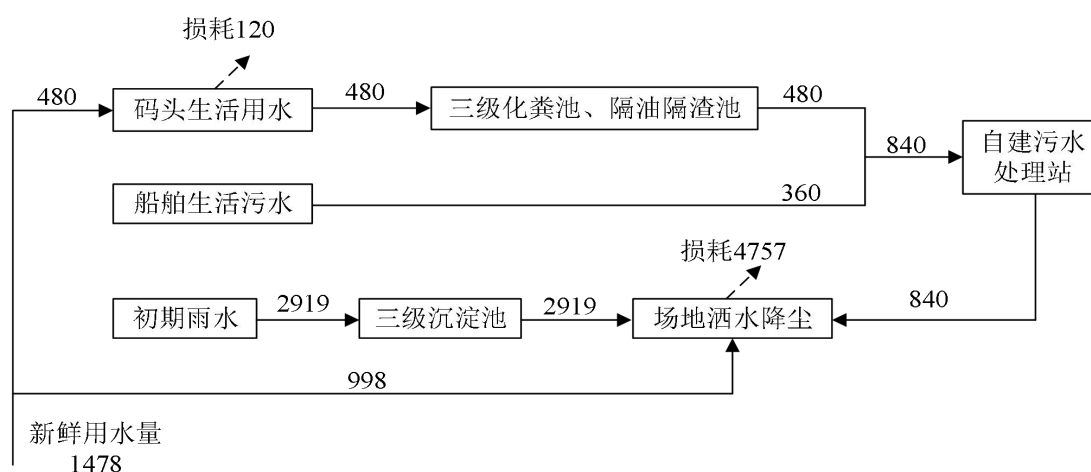 损耗120
480
码头生活用水
480
三级化粪池、隔油隔渣池
480
840
自建污水
处理站
船舶生活污水
360
损耗4757
初期雨水
2919
三级沉淀池
2919
场地洒水降尘
840
998
新鲜用水量
1478